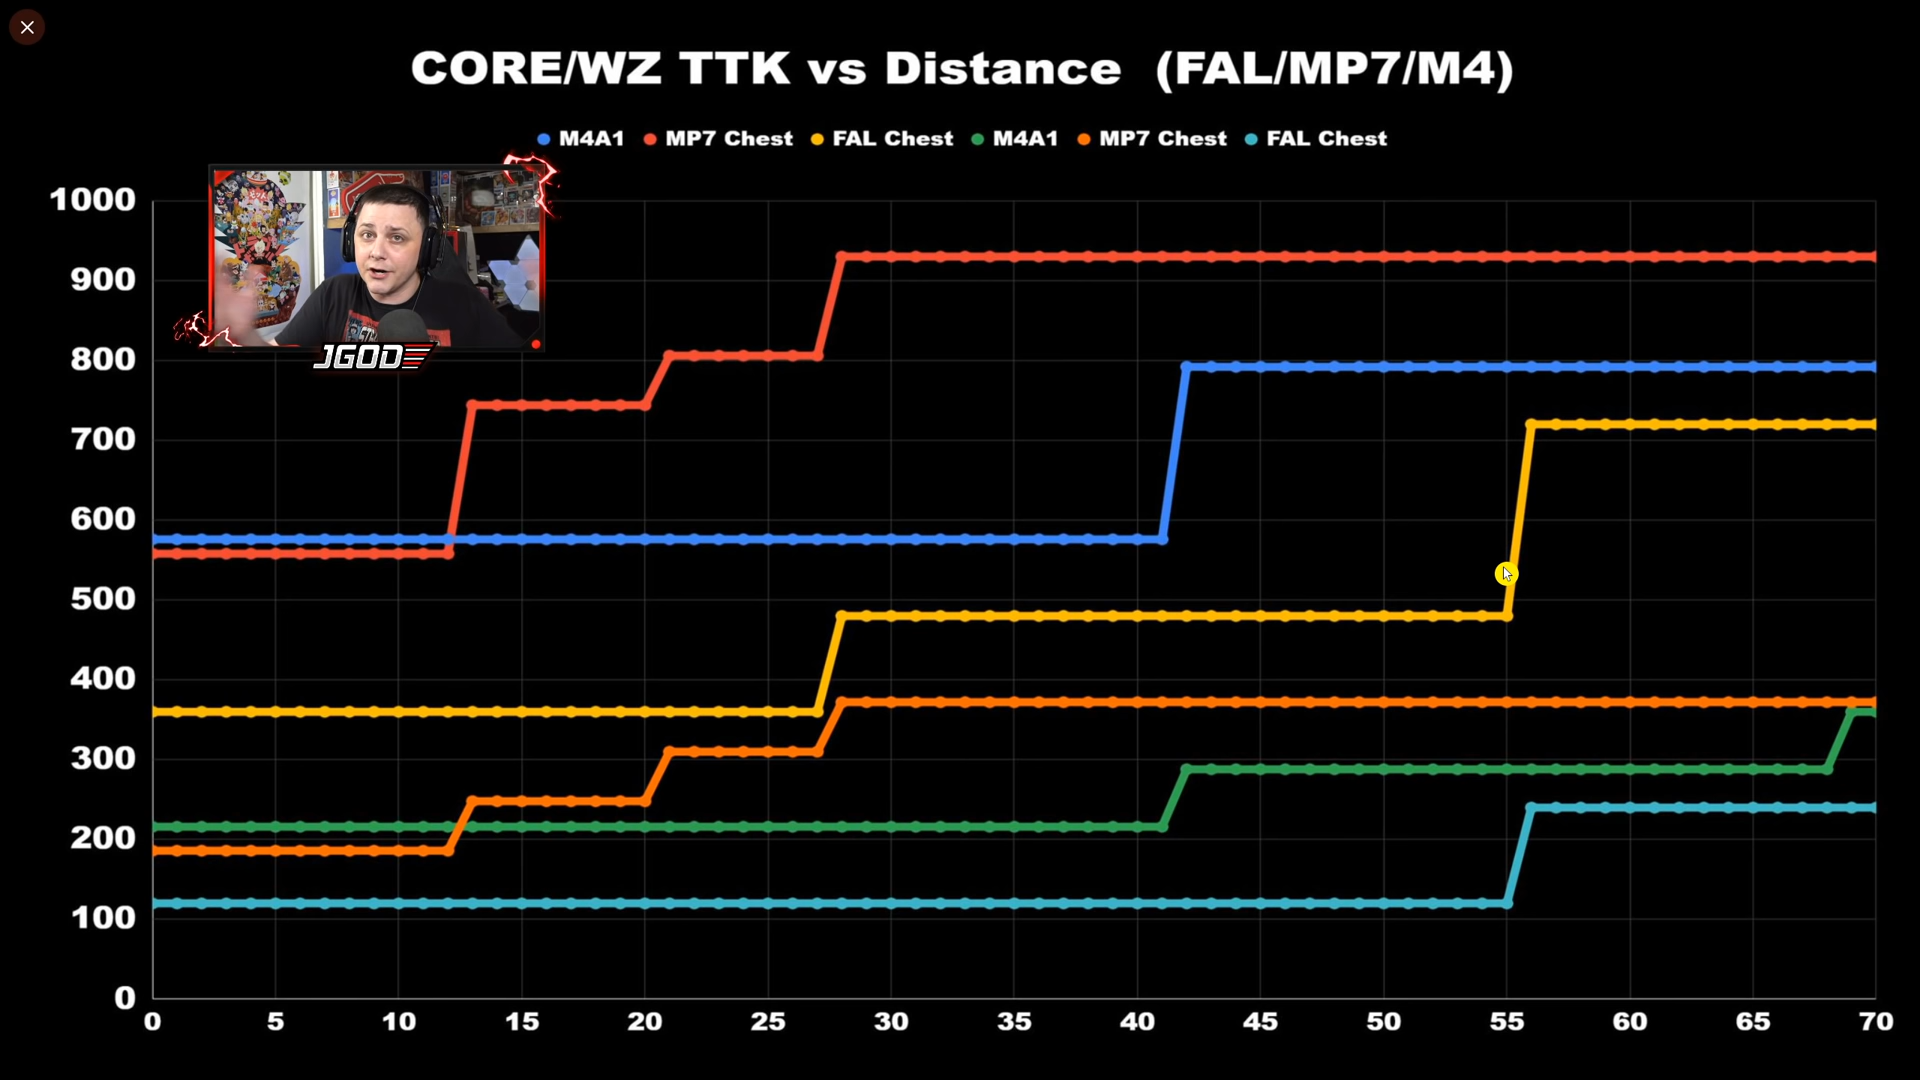 CORE/WZ TTK vs Distance (FAL/MP7/M4)
M4A1 MP7 Chest FAL Chest M4A1 MP7 Chest FAL Chest
1000
900
800
700
600
500
400
300
200
100
0
JGOD
0 5 10 15 20 25 30 35 40 45 50 55 60 65 70